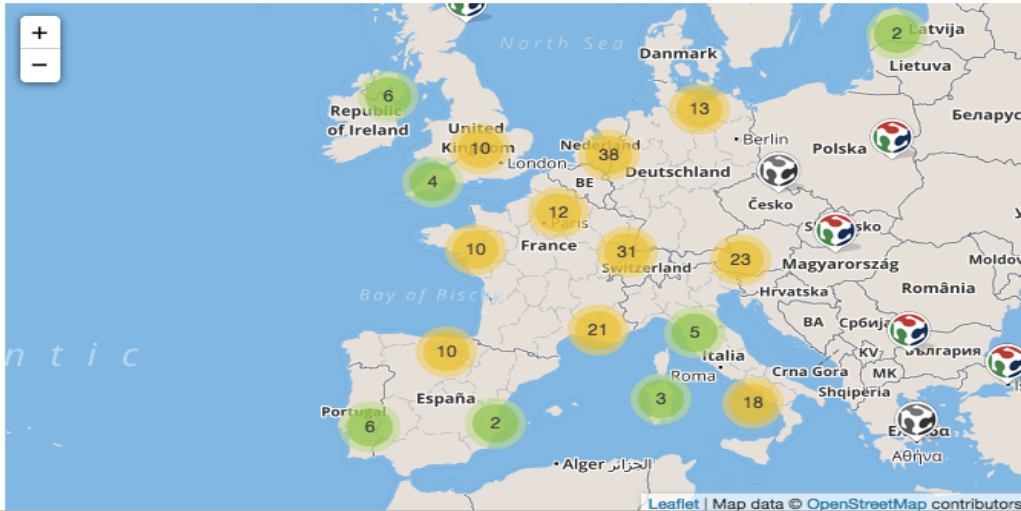 +
−
North Sea
2
Latvija
Danmark
Lietuva
6
Republic
of Ireland
13
Беларус
United
Kingdom
10
London
Nederland
38
Berlin
Polska
4
BE
Deutschland
Česko
12
Paris
10
France
31
Switzerland
23
Magyarország
Moldov
Bay of Biscay
Hrvatska
România
ntic
21
5
BA
Србија
10
Italia
KV
България
Roma
Crna Gora
MK
España
3
18
Shqipëria
Portugal
6
2
Ελλάδα
Αθήνα
Alger الجزائر
Leaflet | Map data © OpenStreetMap contributors